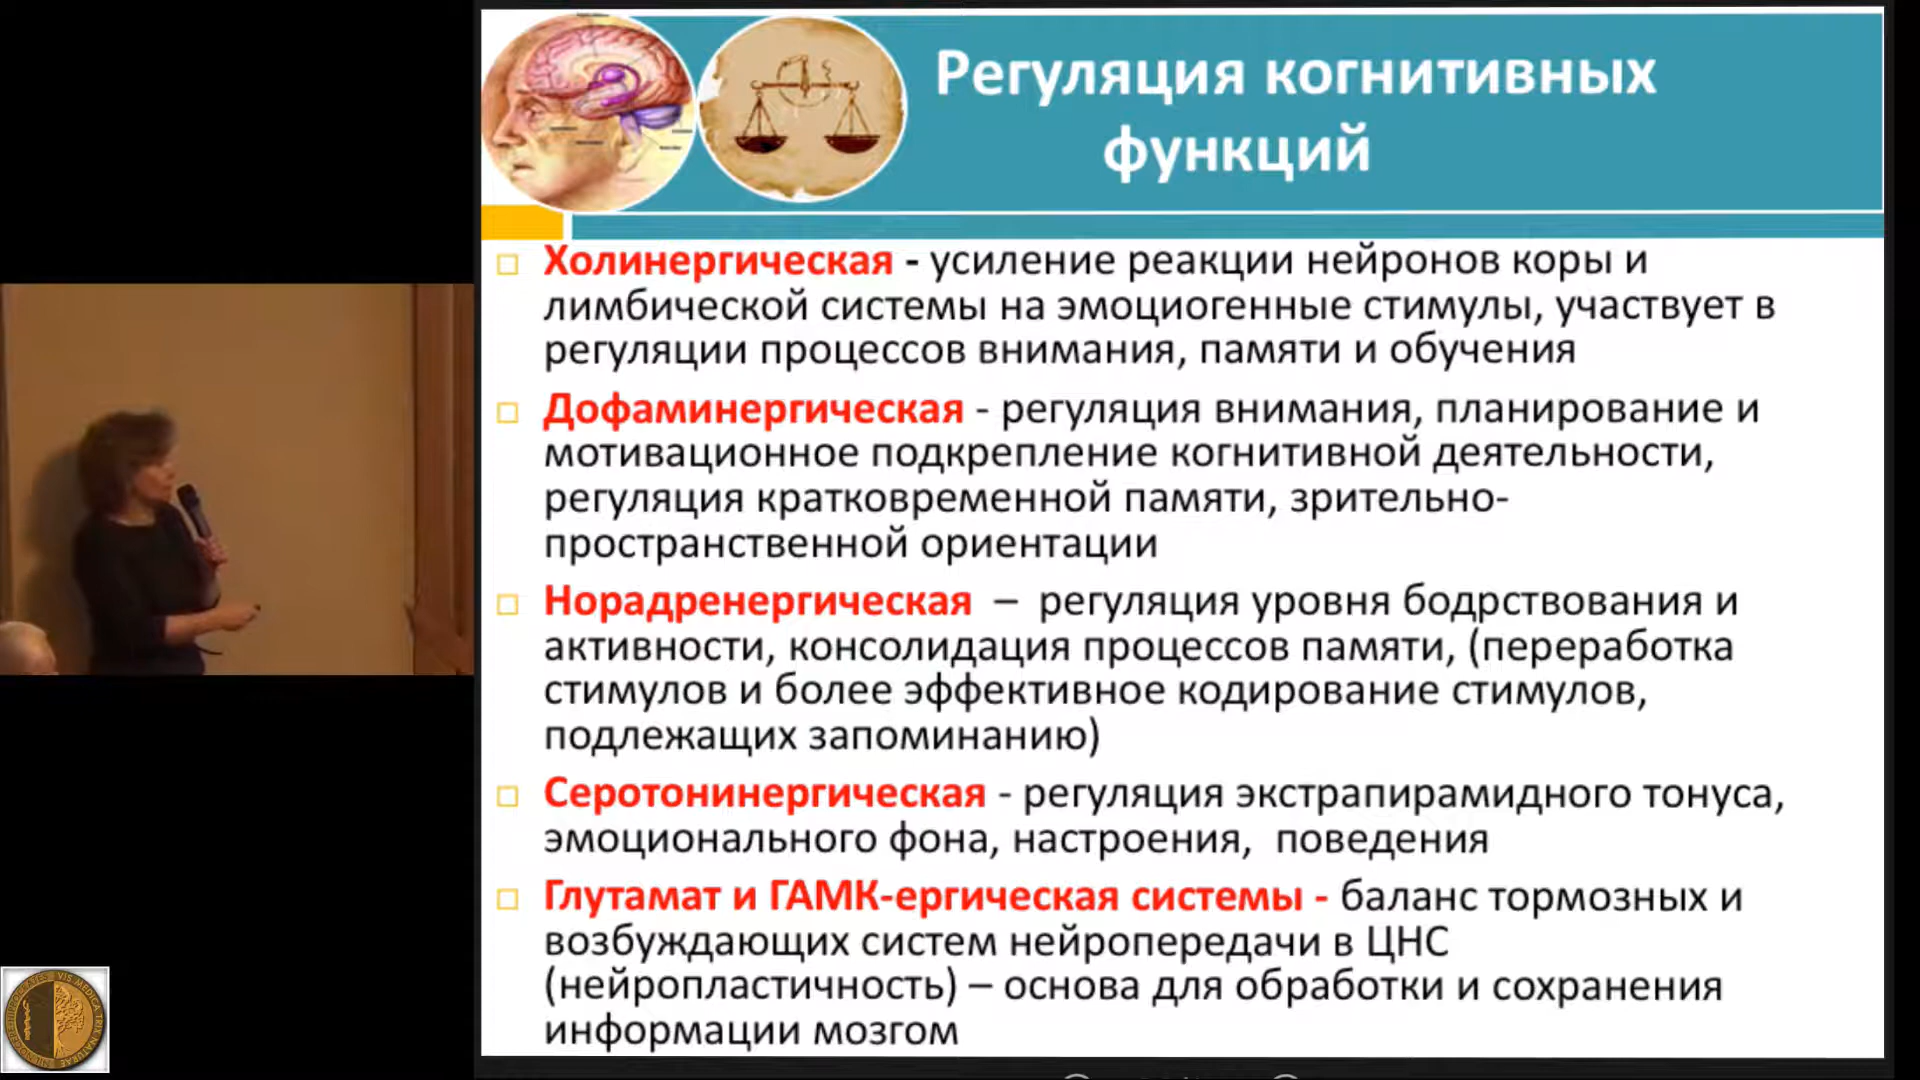 Регуляция когнитивных
функций
Холинергическая - усиление реакции нейронов коры и
лимбической системы на эмоциогенные стимулы, участвует в
регуляции процессов внимания, памяти и обучения
Дофаминергическая - регуляция внимания, планирование и
мотивационное подкрепление когнитивной деятельности,
регуляция кратковременной памяти, зрительно-
пространственной ориентации
Норадренергическая – регуляция уровня бодрствования и
активности, консолидация процессов памяти, (переработка
стимулов и более эффективное кодирование стимулов,
подлежащих запоминанию)
Серотонинергическая - регуляция экстрапирамидного тонуса,
эмоционального фона, настроения, поведения
Глутамат и ГАМК-ергическая системы - баланс тормозных и
возбуждающих систем нейропередачи в ЦНС
(нейропластичность) – основа для обработки и сохранения
информации мозгом
VIS MEDICATRIX NATURAE